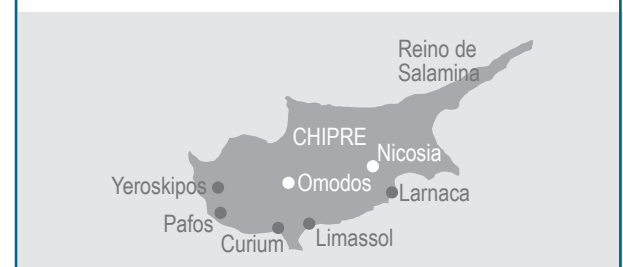 Reino de
Salamina
CHIPRE
Nicosia
Yeroskipos
Omodos
Larnaca
Pafos
Curium
Limassol